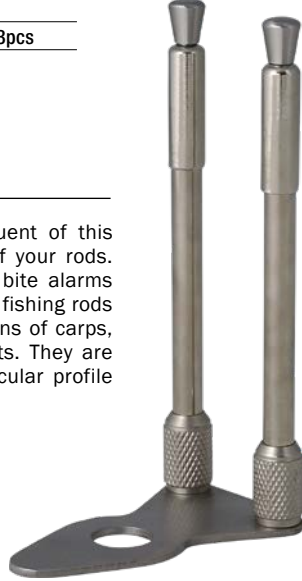 3pcs
uent of this
f your rods.
bite alarms
fishing rods
ns of carps,
ts. They are
cular profile